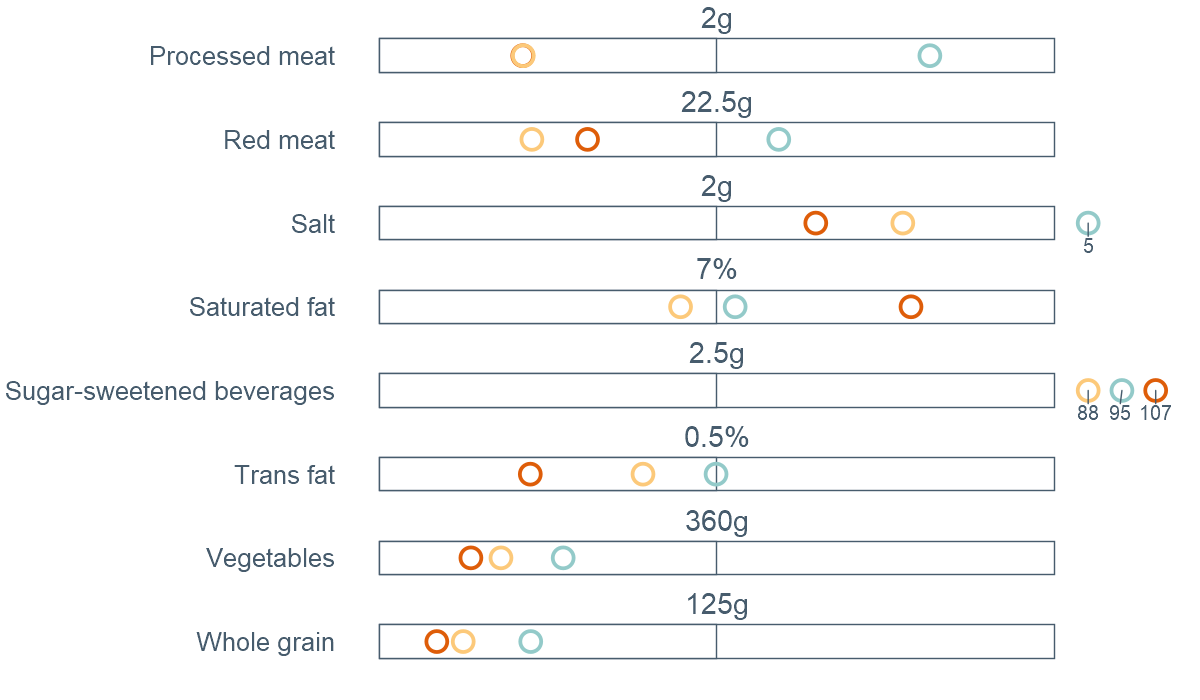 2g
Processed meat
22.5g
Red meat
2g
Salt
5
7%
Saturated fat
2.5g
Sugar-sweetened beverages
88 95 107
0.5%
Trans fat
360g
Vegetables
125g
Whole grain